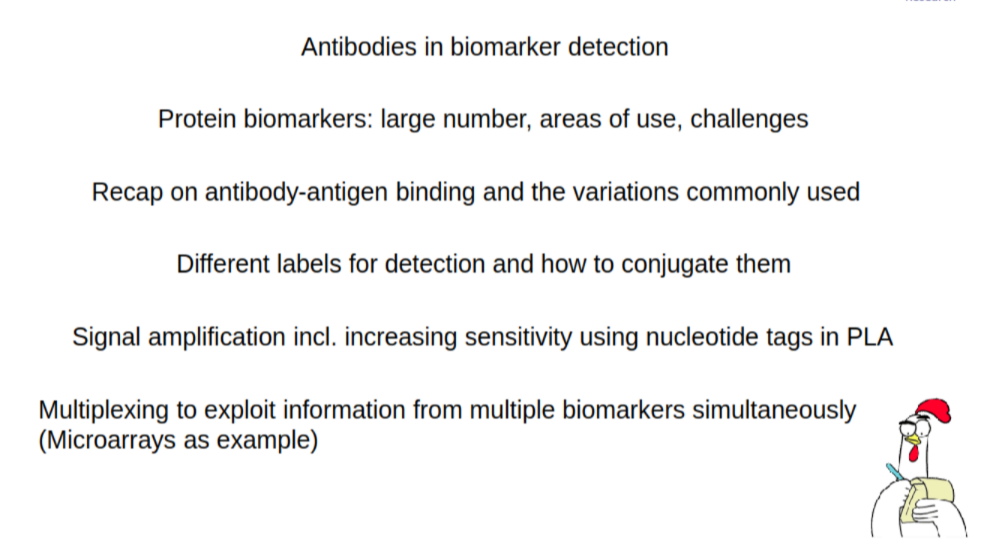 Antibodies in biomarker detection
Protein biomarkers: large number, areas of use, challenges
Recap on antibody-antigen binding and the variations commonly used
Different labels for detection and how to conjugate them
Signal amplification incl. increasing sensitivity using nucleotide tags in PLA
Multiplexing to exploit information from multiple biomarkers simultaneously
(Microarrays as example)